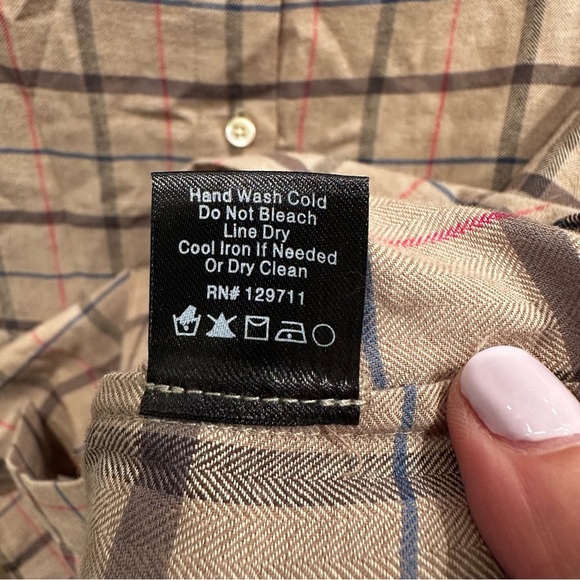 Hand Wash Cold
Do Not Bleach
Line Dry
Cool Iron If Needed
Or Dry Clean
RN# 129711